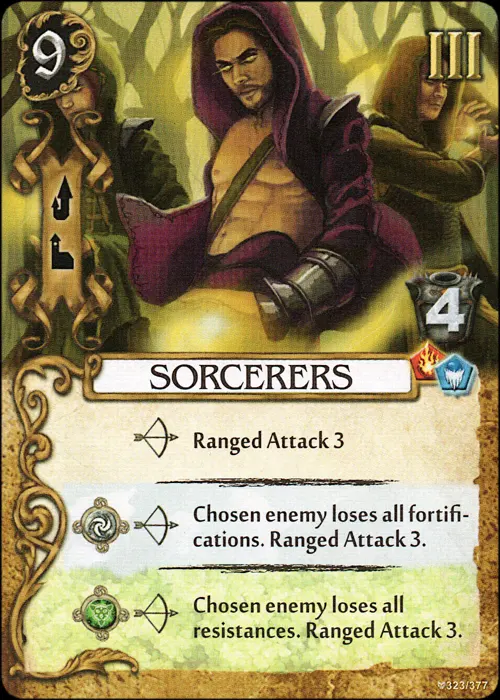 9
III
4
SORCERERS
Ranged Attack 3
Chosen enemy loses all fortifi-
cations. Ranged Attack 3.
Chosen enemy loses all
resistances. Ranged Attack 3.
323/377